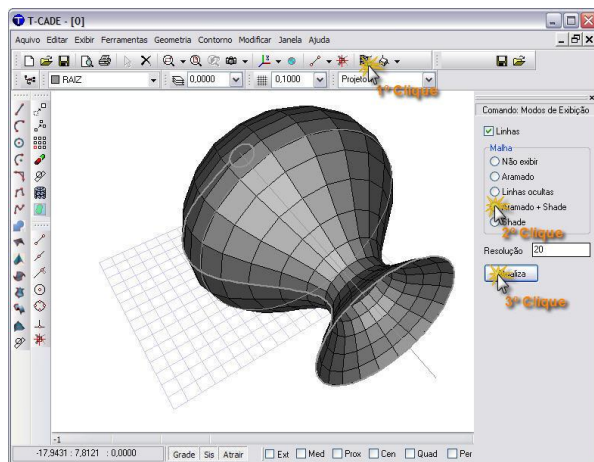 T-CADE - [0]
Aquivo Editar Exibir Ferramentas Geometria Contorno Modificar Janela Ajuda
RAIZ 0,0000 0,1000
1º Clique
Comando: Modos de Exibição
Linhas
Malha
Não exibir
Aramado
Linhas ocultas
Aramado + Shade
Shade
2º Clique
Resolução 20
3º Clique
-1
-17,9431 : 7,8121 : 0,0000 Grade Sis Atrair Ext Med Prox Cen Quad Per